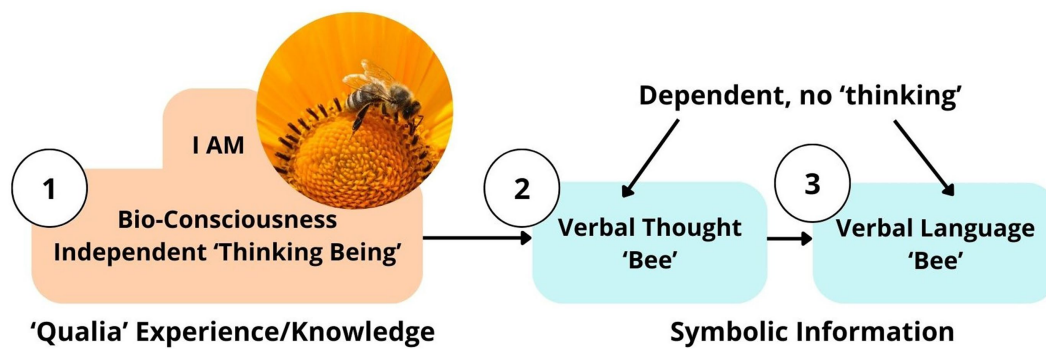 Dependent, no ‘thinking’
I AM
1
Bio-Consciousness
Independent ‘Thinking Being’
2
Verbal Thought
‘Bee’
3
Verbal Language
‘Bee’
‘Qualia’ Experience/Knowledge
Symbolic Information